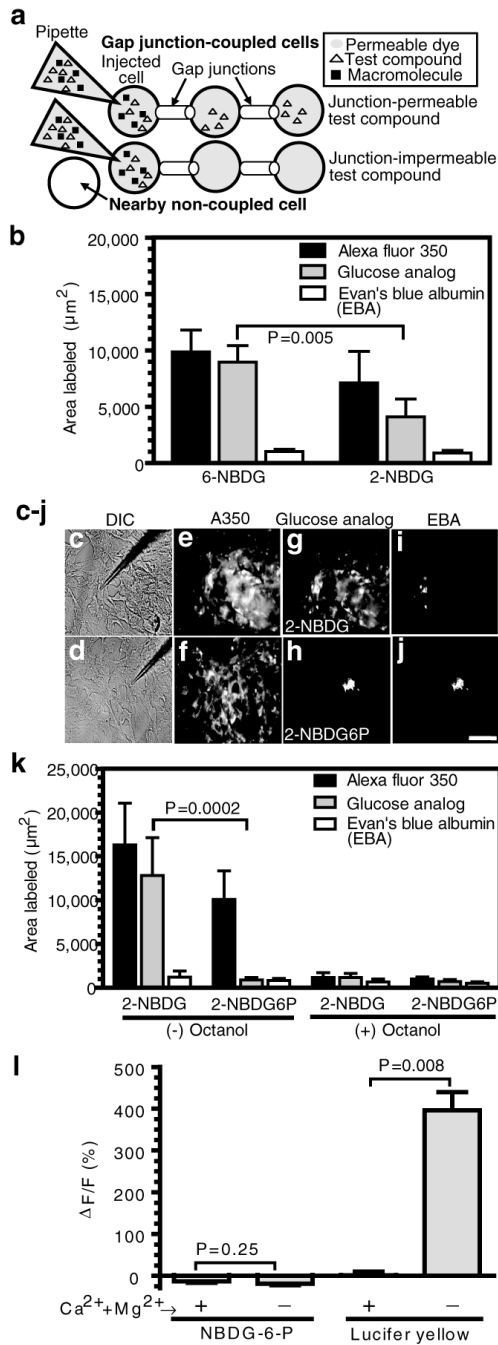 a
Pipette
Gap junction-coupled cells
Injected cell
Gap junctions
Permeable dye
Test compound
Macromolecule
Junction-permeable test compound
Junction-impermeable test compound
Nearby non-coupled cell
b
20,000
15,000
10,000
5,000
0
Area labeled (μm²)
Alexa fluor 350
Glucose analog
Evan's blue albumin (EBA)
P=0.005
6-NBDG
2-NBDG
c-j
DIC
A350
Glucose analog
EBA
c
e
g
i
2-NBDG
d
f
h
j
2-NBDG6P
k
25,000
20,000
15,000
10,000
5,000
0
Area labeled (μm²)
Alexa fluor 350
Glucose analog
Evan's blue albumin (EBA)
P=0.0002
2-NBDG
2-NBDG6P
2-NBDG
2-NBDG6P
(-) Octanol
(+) Octanol
l
500
400
300
200
100
0
Δ F/F (%)
P=0.008
P=0.25
Ca²⁺+Mg²⁺→
+
−
+
−
NBDG-6-P
Lucifer yellow